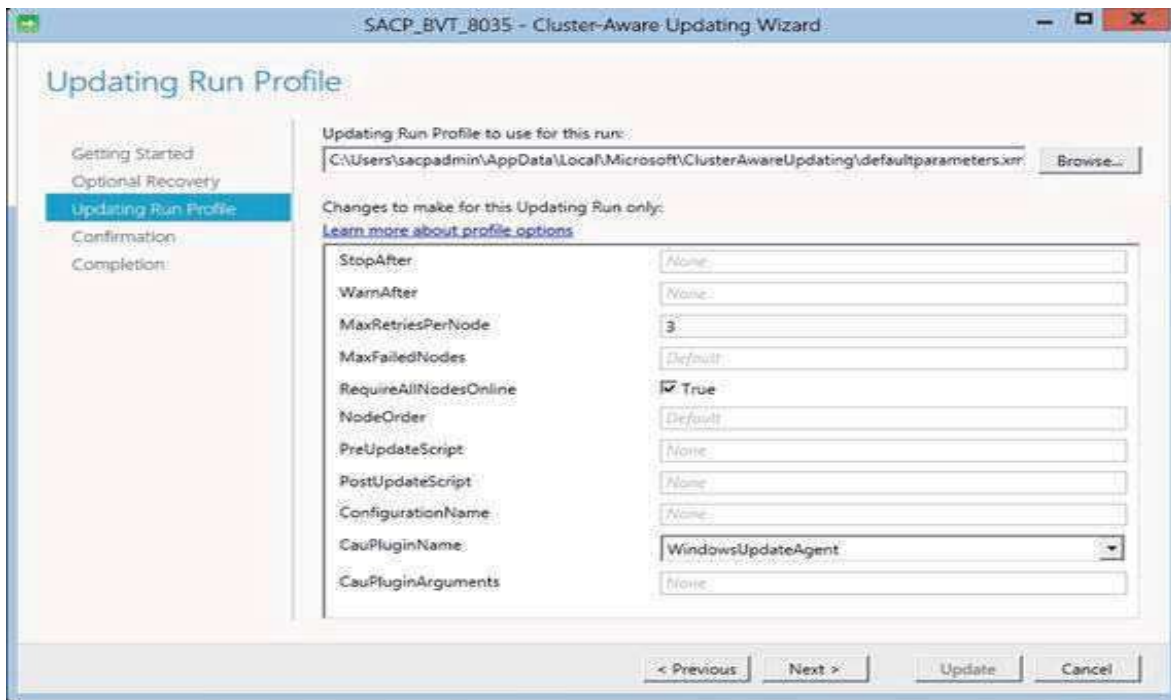 SACP_BVT_8035 - Cluster-Aware Updating Wizard
Updating Run Profile
Getting Started
Optional Recovery
Updating Run Profile
Confirmation
Completion
Updating Run Profile to use for this run:
C:\Users\sacpadmin\AppData\Local\Microsoft\ClusterAwareUpdating\defaultparameters.xm Browse...
Changes to make for this Updating Run only:
Learn more about profile options
StopAfter None
WarnAfter None
MaxRetriesPerNode 3
MaxFailedNodes Default
RequireAllNodesOnline True
NodeOrder Default
PreUpdateScript None
PostUpdateScript None
ConfigurationName None
CauPluginName WindowsUpdateAgent
CauPluginArguments None
< Previous Next > Update Cancel